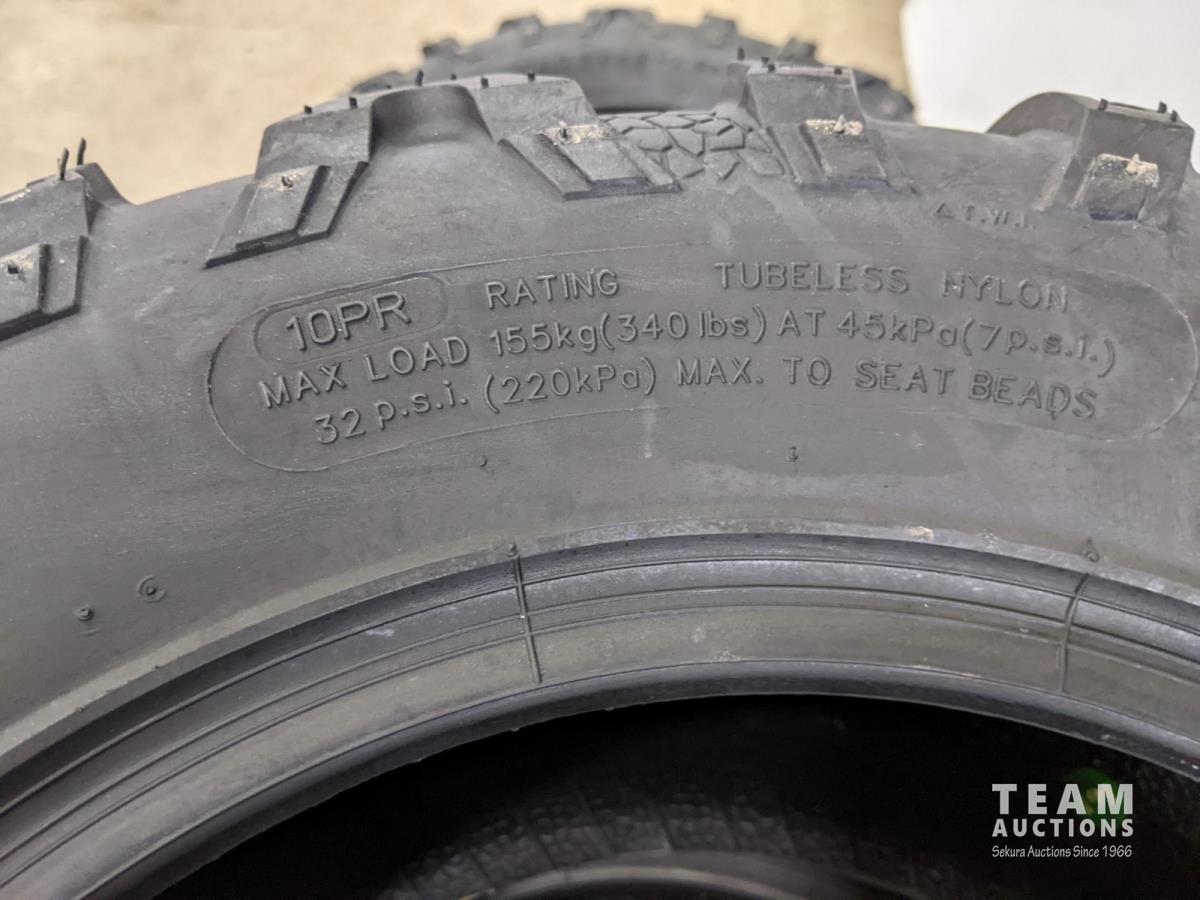 △T.W.I.
10PR RATING TUBELESS NYLON
MAX LOAD 155kg(340 lbs) AT 45kPa(7p.s.i.)
32 p.s.i. (220kPa) MAX. TO SEAT BEADS
TEAM
AUCTIONS
Sekura Auctions Since 1966